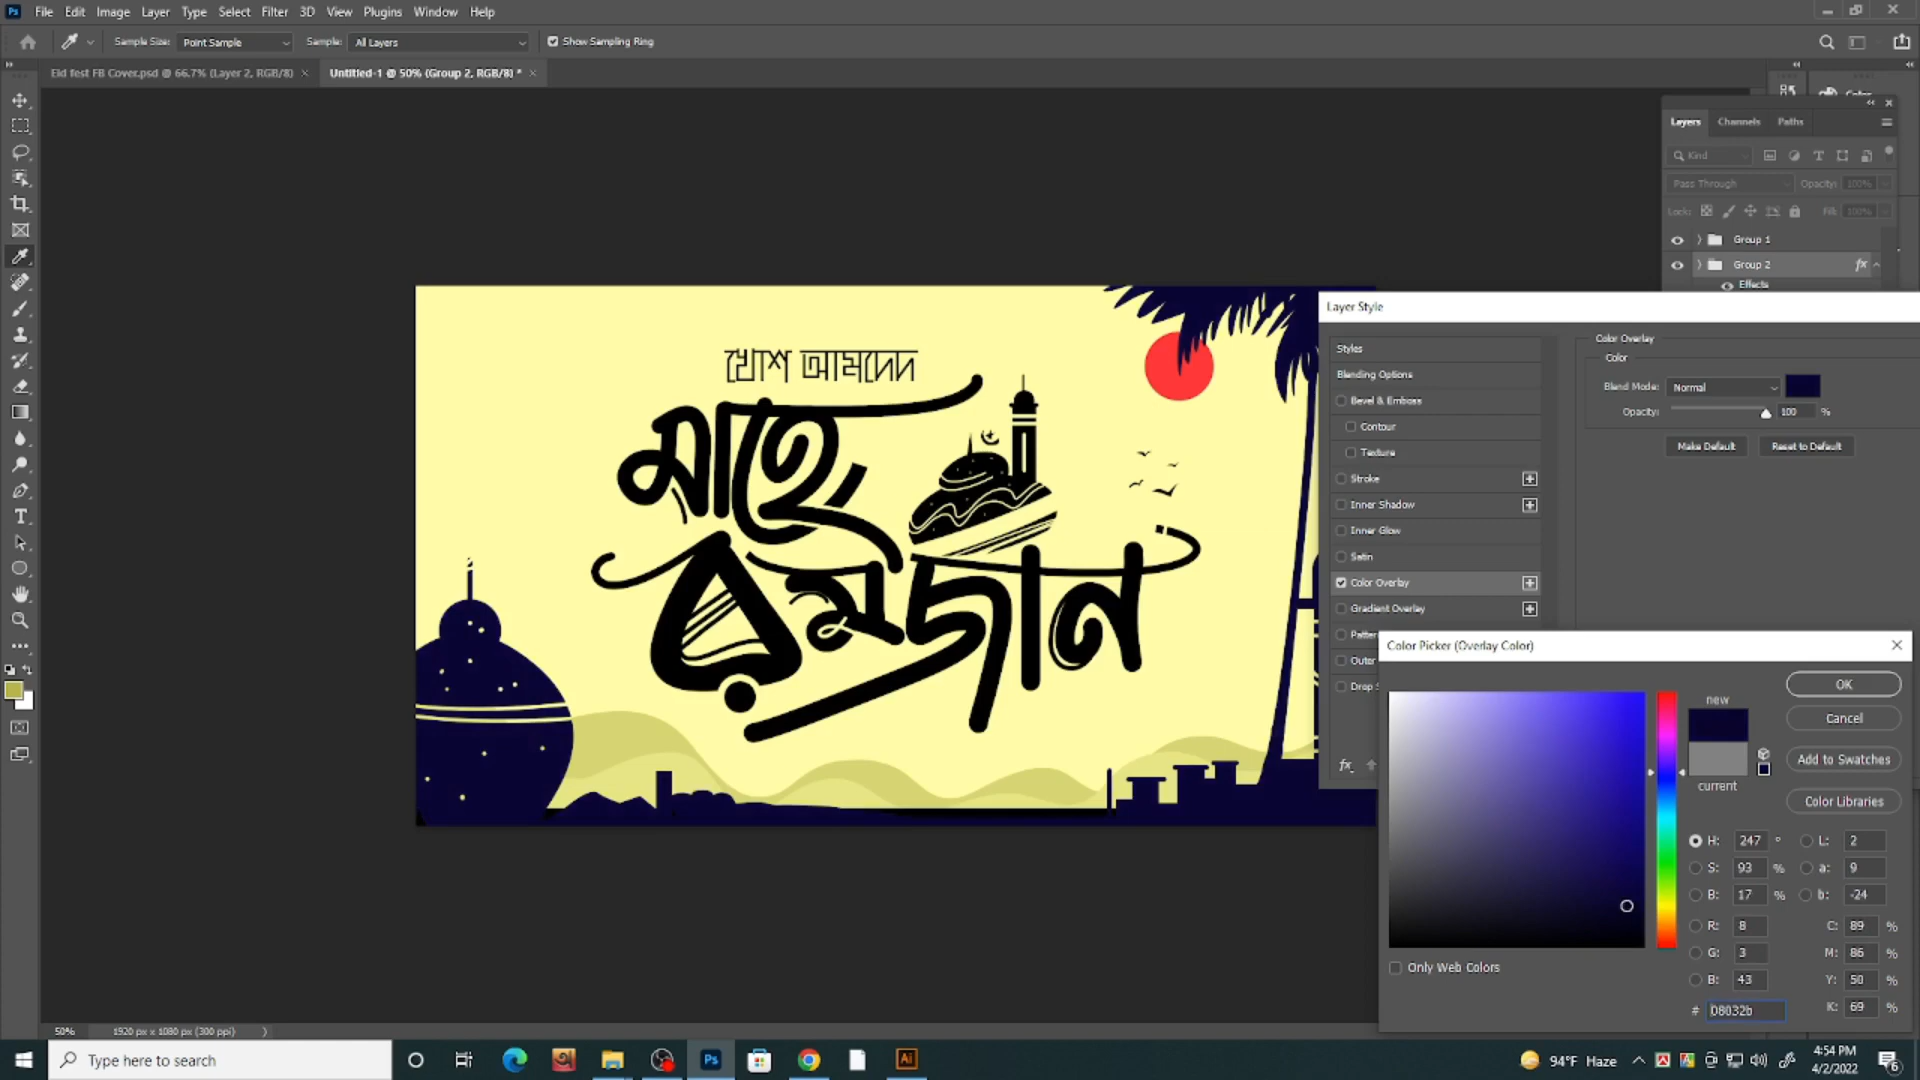 File Edit Image Layer Type Select Filter 3D View Plugins Window Help
Sample Size: Point Sample Sample: All Layers Show Sampling Ring
Eid fest FB Cover.psd @ 66.7% (Layer 2, RGB/8) Untitled-1 @ 50% (Group 2, RGB/8) *
Color
Layers Channels Paths
Kind
Pass Through Opacity: 100%
Lock: Fill: 100%
Group 1
Group 2 fx
Effects
খোশ আমদেদ
মাহে
রমজান
Layer Style
Styles
Blending Options
Bevel & Emboss
Contour
Texture
Stroke
Inner Shadow
Inner Glow
Satin
Color Overlay
Gradient Overlay
Outer
fx
Color Overlay
Color
Blend Mode: Normal
Opacity: 100 %
Make Default Reset to Default
Color Picker (Overlay Color)
new
current
OK
Cancel
Add to Swatches
Color Libraries
H: 247 ° L: 2
S: 93 % a: 9
B: 17 % b: -24
R: 8 C: 89 %
G: 3 M: 86 %
B: 43 Y: 50 %
# 08032b K: 69 %
Only Web Colors
50% 1920 px x 1080 px (300 ppi)
Type here to search
Ps Ai
94°F Haze
4:54 PM
4/2/2022
6